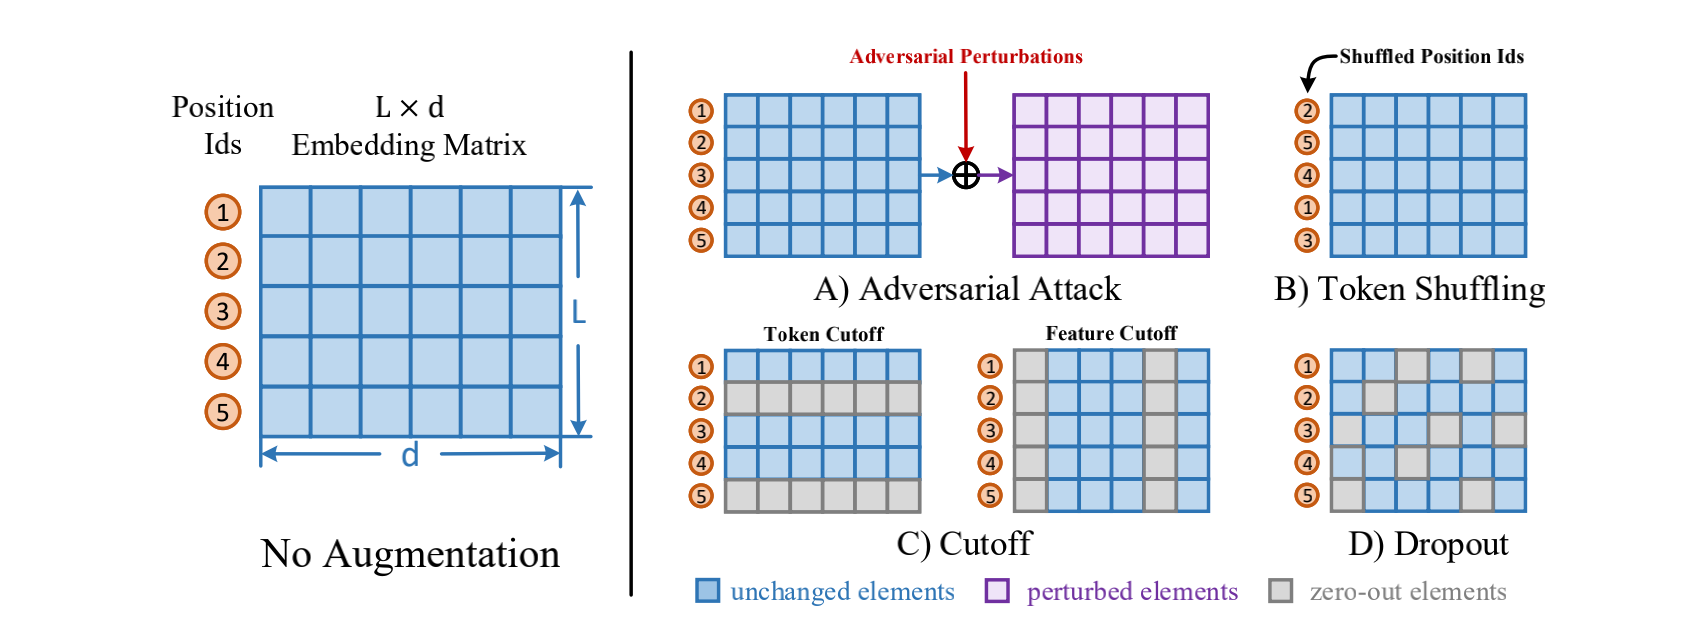 Position
Ids
L × d
Embedding Matrix
1
2
3
4
5
L
d
No Augmentation
Adversarial Perturbations
1
2
3
4
5
A) Adversarial Attack
Shuffled Position Ids
2
5
4
1
3
B) Token Shuffling
Token Cutoff
1
2
3
4
5
Feature Cutoff
1
2
3
4
5
C) Cutoff
1
2
3
4
5
D) Dropout
unchanged elements
perturbed elements
zero-out elements